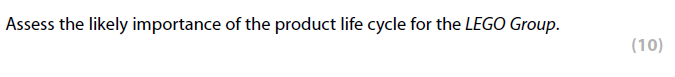 Assess the likely importance of the product life cycle for the LEGO Group.
(10)